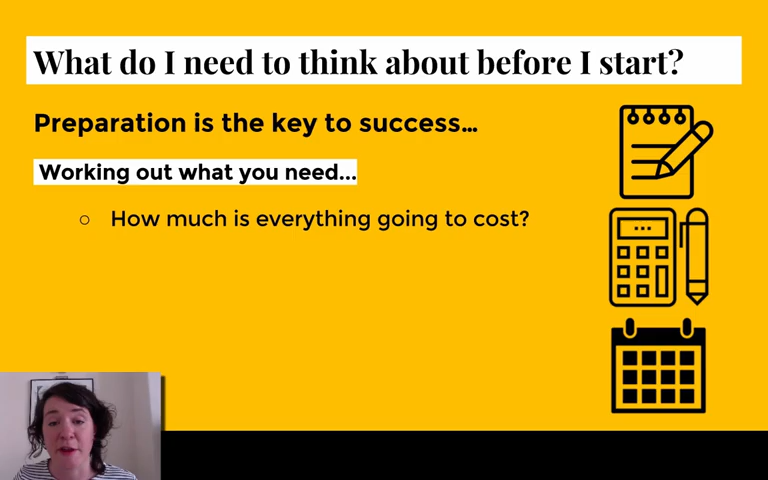 What do I need to think about before I start?
Preparation is the key to success...
Working out what you need...
How much is everything going to cost?